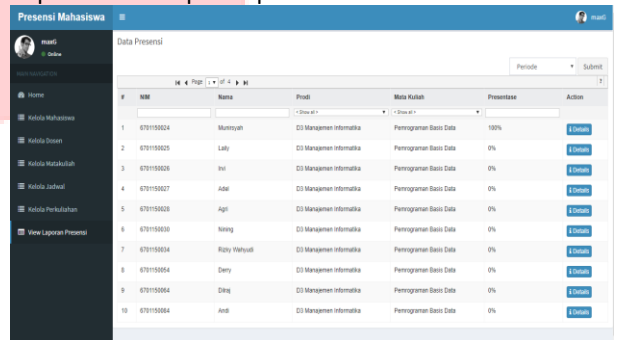 Presensi Mahasiswa
maxti
maxti
Online
MAIN NAVIGATION
Home
Kelola Mahasiswa
Kelola Dosen
Kelola Matakuliah
Kelola Jadwal
Kelola Perkuliahan
View Laporan Presensi
Data Presensi
Periode Submit
Page 1 of 4 ?
# NIM Nama Prodi Mata Kuliah Presentase Action
<Show all> <Show all>
1 6701150024 Munirsyah D3 Manajemen Informatika Pemrograman Basis Data 100% Details
2 6701150025 Laily D3 Manajemen Informatika Pemrograman Basis Data 0% Details
3 6701150026 Irvi D3 Manajemen Informatika Pemrograman Basis Data 0% Details
4 6701150027 Adel D3 Manajemen Informatika Pemrograman Basis Data 0% Details
5 6701150028 Agri D3 Manajemen Informatika Pemrograman Basis Data 0% Details
6 6701150030 Nining D3 Manajemen Informatika Pemrograman Basis Data 0% Details
7 6701150034 Rizky Wahyudi D3 Manajemen Informatika Pemrograman Basis Data 0% Details
8 6701150054 Derry D3 Manajemen Informatika Pemrograman Basis Data 0% Details
9 6701150064 Diraj D3 Manajemen Informatika Pemrograman Basis Data 0% Details
10 6701150084 Andi D3 Manajemen Informatika Pemrograman Basis Data 0% Details